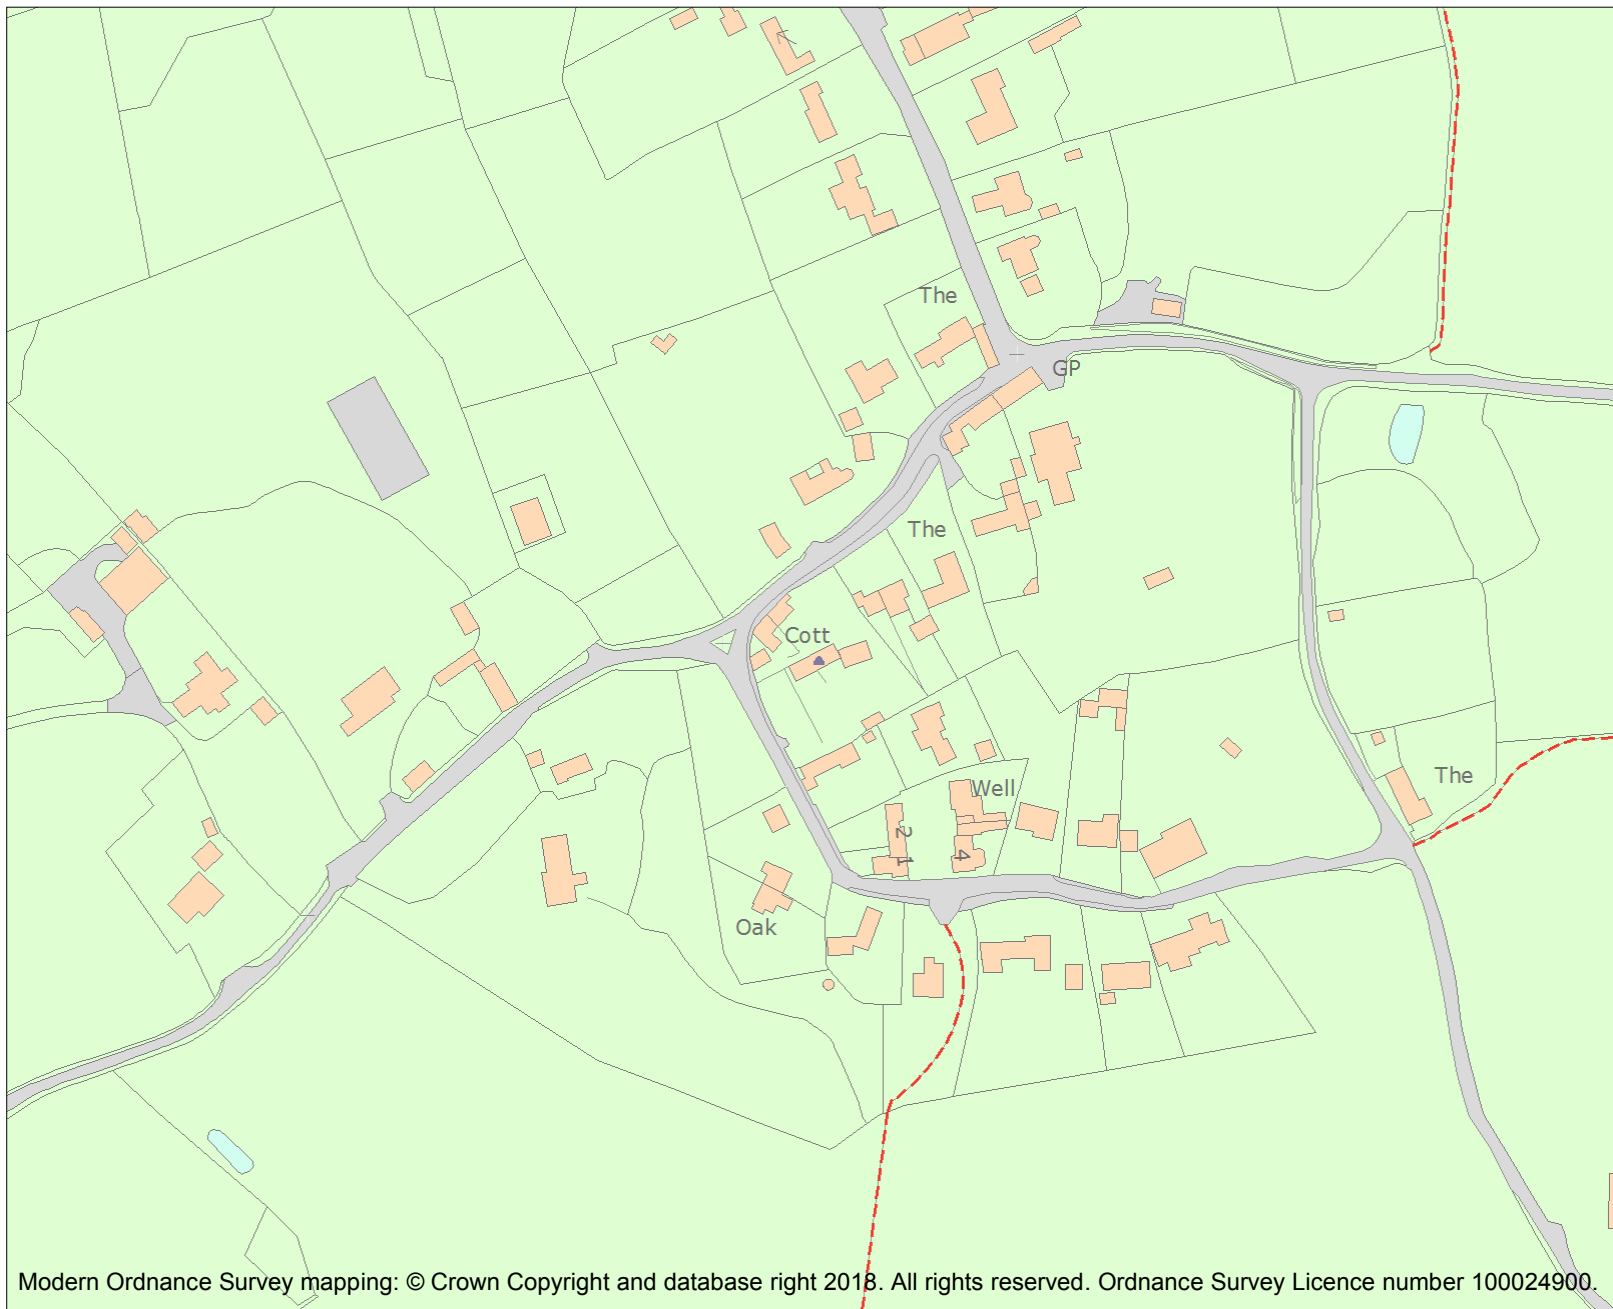 The
GP
The
Cott
The
Well
2
1
4
Oak
Modern Ordnance Survey mapping: © Crown Copyright and database right 2018. All rights reserved. Ordnance Survey Licence number 100024900.